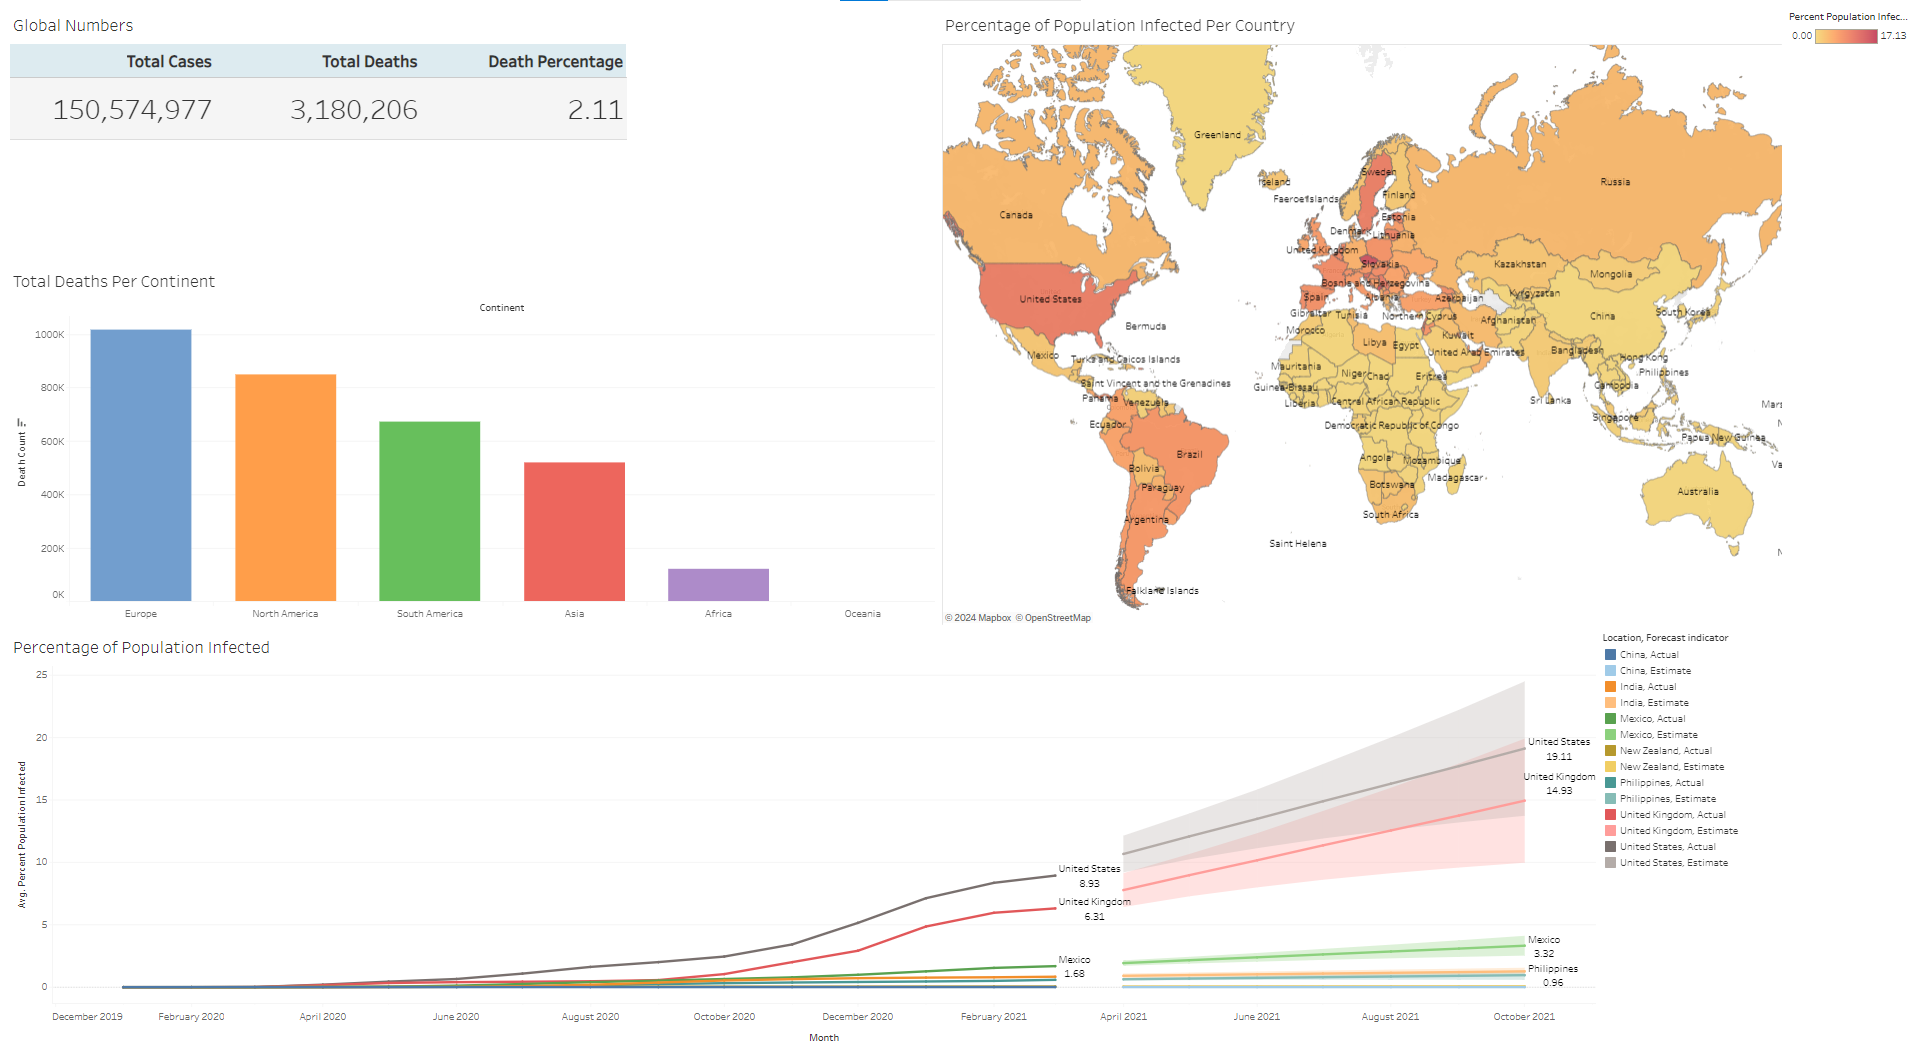 Global Numbers
Total Cases Total Deaths Death Percentage
150,574,977 3,180,206 2.11
Total Deaths Per Continent
Continent
Death Count
1000K
800K
600K
400K
200K
0K
Europe North America South America Asia Africa Oceania
Percentage of Population Infected Per Country
Percent Population Infec...
0.00 17.13
Greenland
Iceland
Sweden
Russia
Faeroe Islands
Finland
Canada
Estonia
Denmark
Lithuania
United Kingdom
Slovakia
Kazakhstan
Mongolia
Bosnia and Herzegovina
United States
Spain
Albania
Azerbaijan
Kyrgyzstan
Gibraltar
Tunisia
Northern Cyprus
Afghanistan
China
South Korea
Bermuda
Morocco
Libya
Egypt
Kuwait
Mexico
Turks and Caicos Islands
United Arab Emirates
Bangladesh
Hong Kong
Mauritania
Niger
Chad
Eritrea
Philippines
Saint Vincent and the Grenadines
Guinea-Bissau
Cambodia
Panama
Venezuela
Liberia
Central African Republic
Sri Lanka
Mars
Singapore
Ecuador
Democratic Republic of Congo
N
Papua New Guinea
Brazil
Angola
Mozambique
Va
Bolivia
Madagascar
Paraguay
Botswana
Australia
Argentina
South Africa
Saint Helena
N
Falkland Islands
© 2024 Mapbox © OpenStreetMap
Percentage of Population Infected
Avg. Percent Population Infected
25
20
15
10
5
0
United States
8.93
United Kingdom
6.31
Mexico
1.68
United States
19.11
United Kingdom
14.93
Mexico
3.32
Philippines
0.96
December 2019 February 2020 April 2020 June 2020 August 2020 October 2020 December 2020 February 2021 April 2021 June 2021 August 2021 October 2021
Month
Location, Forecast indicator
China, Actual
China, Estimate
India, Actual
India, Estimate
Mexico, Actual
Mexico, Estimate
New Zealand, Actual
New Zealand, Estimate
Philippines, Actual
Philippines, Estimate
United Kingdom, Actual
United Kingdom, Estimate
United States, Actual
United States, Estimate